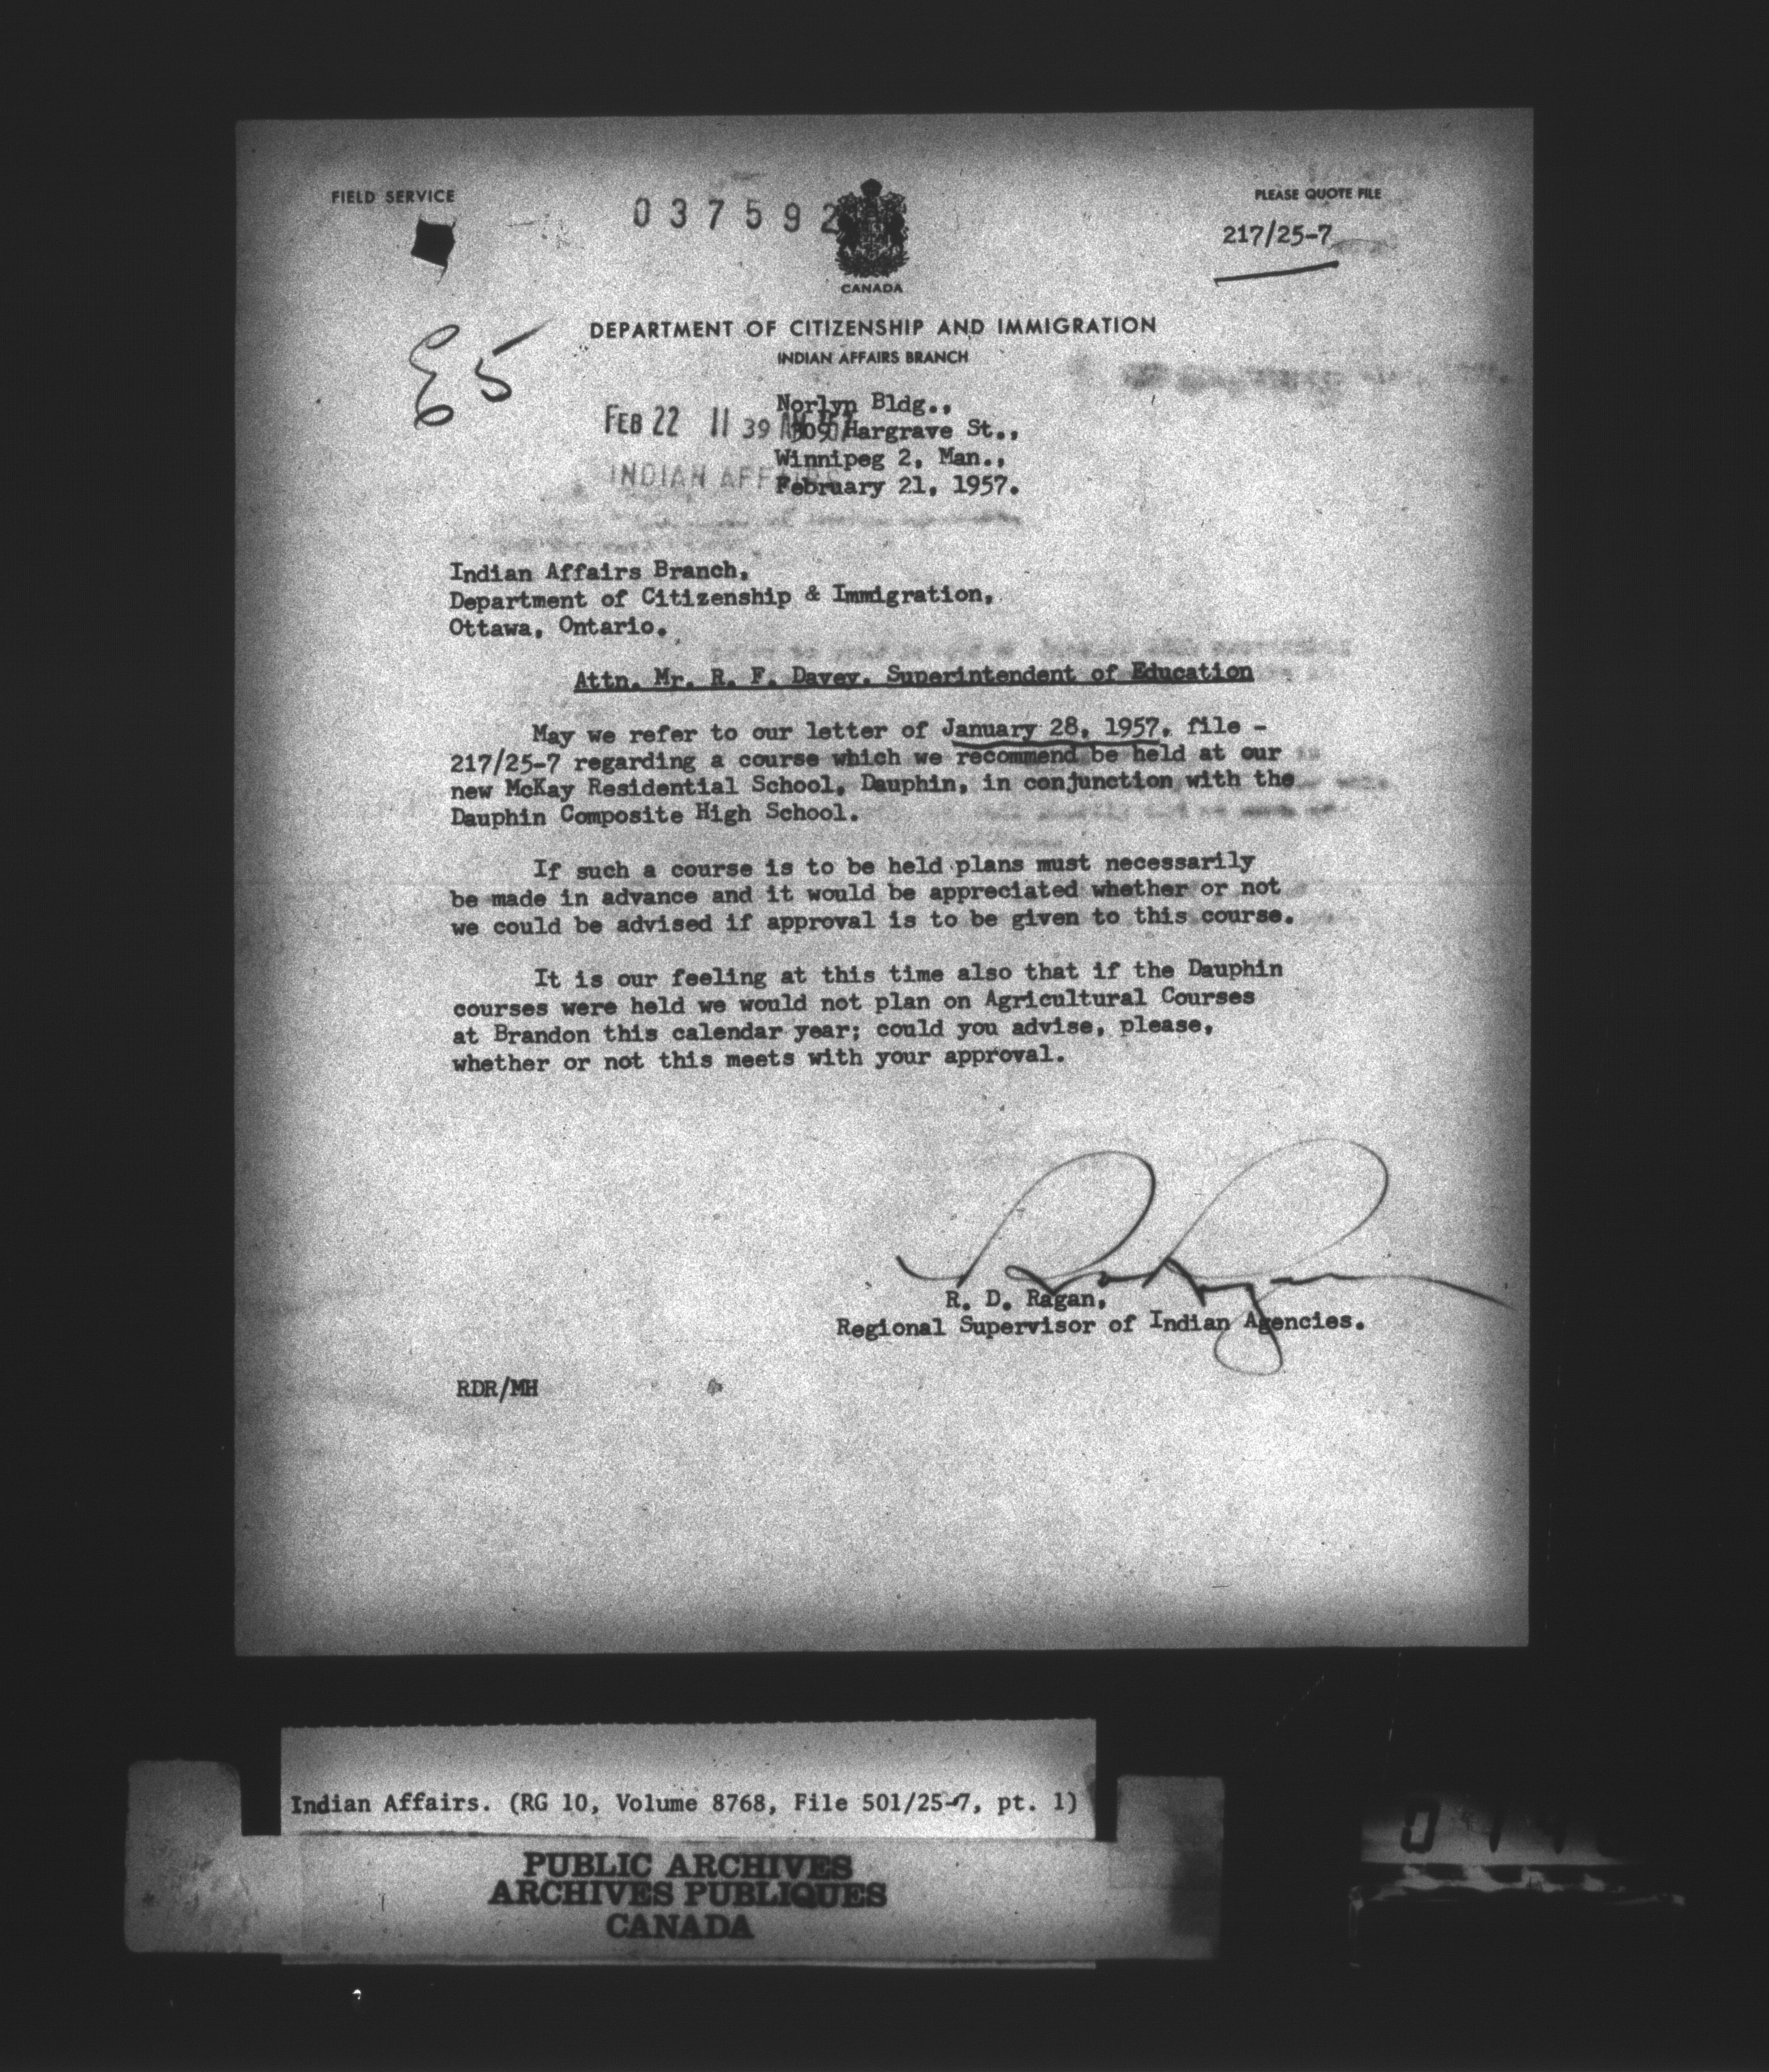 FIELD SERVICE
037592
PLEASE QUOTE FILE
217/25-7
CANADA
DEPARTMENT OF CITIZENSHIP AND IMMIGRATION
INDIAN AFFAIRS BRANCH
E5
Norlyn Bldg.,
FEB 22 11 39 AM
309 Hargrave St.,
Winnipeg 2, Man.,
INDIAN AFF
February 21, 1957.
Indian Affairs Branch,
Department of Citizenship & Immigration,
Ottawa, Ontario.
Attn. Mr. R. F. Davey, Superintendent of Education
May we refer to our letter of January 28, 1957, file -
217/25-7 regarding a course which we recommend be held at our
new McKay Residential School, Dauphin, in conjunction with the
Dauphin Composite High School.
If such a course is to be held plans must necessarily
be made in advance and it would be appreciated whether or not
we could be advised if approval is to be given to this course.
It is our feeling at this time also that if the Dauphin
courses were held we would not plan on Agricultural Courses
at Brandon this calendar year; could you advise, please,
whether or not this meets with your approval.
R. D. Ragan,
Regional Supervisor of Indian Agencies.
RDR/MH
Indian Affairs. (RG 10, Volume 8768, File 501/25-7, pt. 1)
PUBLIC ARCHIVES
ARCHIVES PUBLIQUES
CANADA